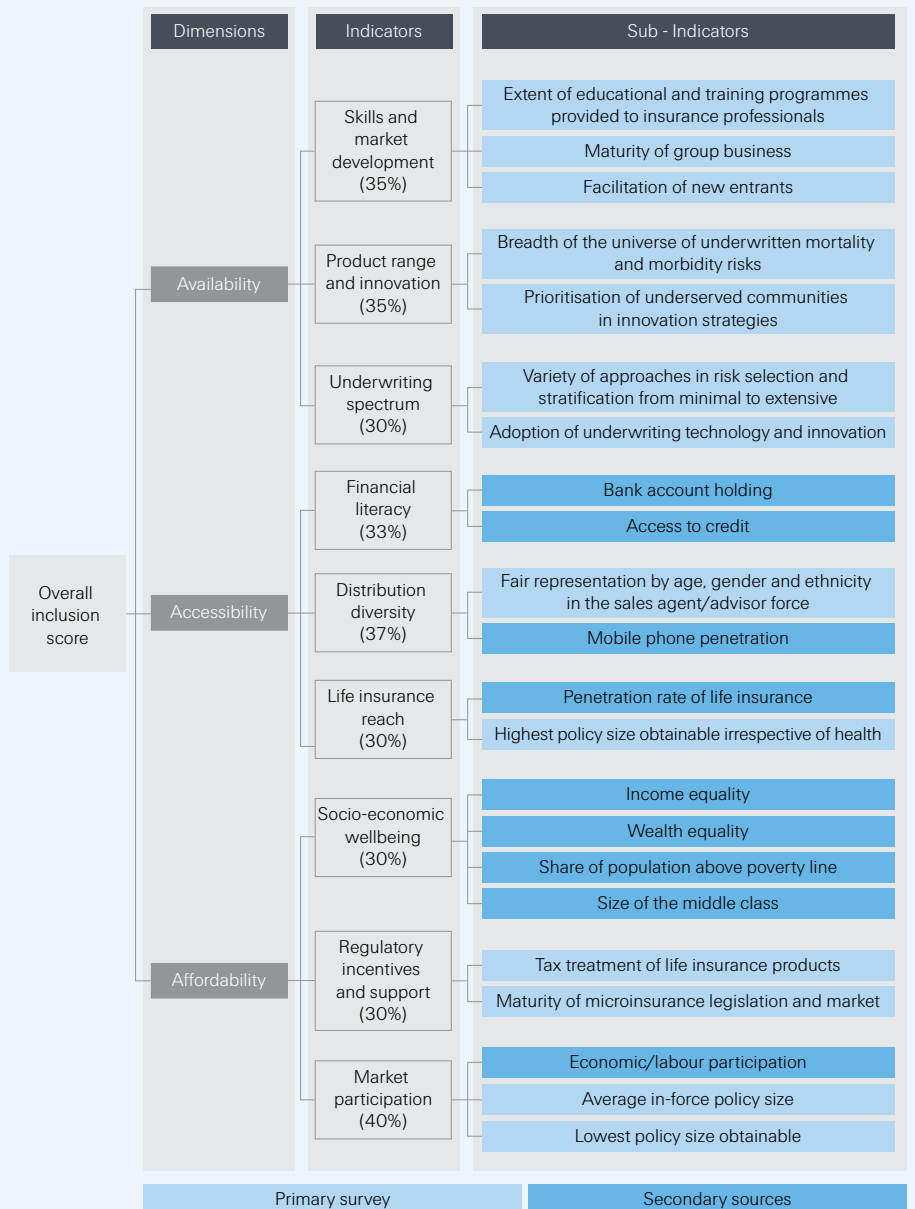 Dimensions
Indicators
Sub - Indicators
Overall
inclusion
score
Availability
Skills and
market
development
(35%)
Extent of educational and training programmes
provided to insurance professionals
Maturity of group business
Facilitation of new entrants
Product range
and innovation
(35%)
Breadth of the universe of underwritten mortality
and morbidity risks
Prioritisation of underserved communities
in innovation strategies
Underwriting
spectrum
(30%)
Variety of approaches in risk selection and
stratification from minimal to extensive
Adoption of underwriting technology and innovation
Accessibility
Financial
literacy
(33%)
Bank account holding
Access to credit
Distribution
diversity
(37%)
Fair representation by age, gender and ethnicity
in the sales agent/advisor force
Mobile phone penetration
Life insurance
reach
(30%)
Penetration rate of life insurance
Highest policy size obtainable irrespective of health
Affordability
Socio-economic
wellbeing
(30%)
Income equality
Wealth equality
Share of population above poverty line
Size of the middle class
Regulatory
incentives
and support
(30%)
Tax treatment of life insurance products
Maturity of microinsurance legislation and market
Market
participation
(40%)
Economic/labour participation
Average in-force policy size
Lowest policy size obtainable
Primary survey
Secondary sources